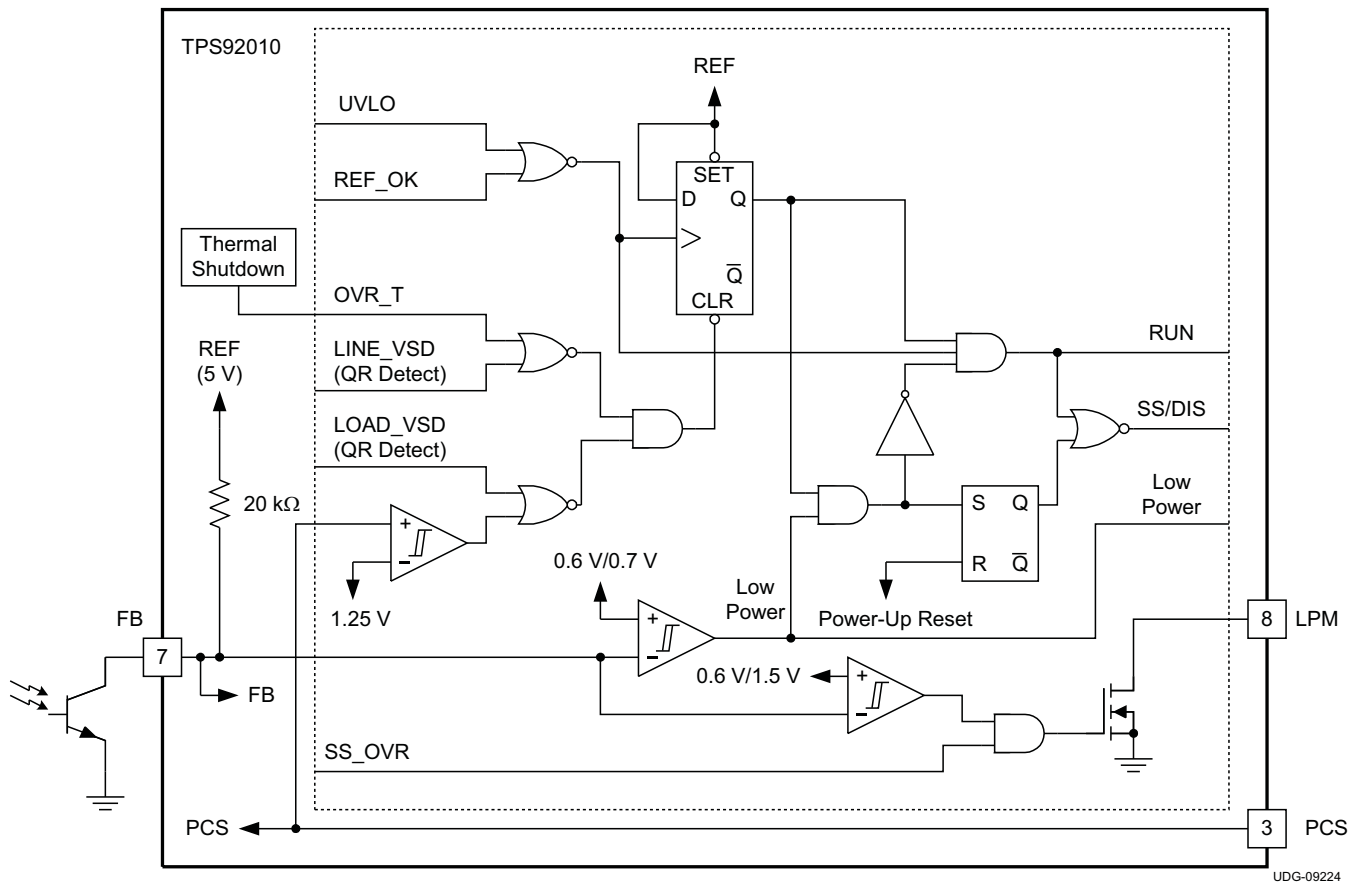 TPS92010
REF
UVLO
SET
REF_OK
D Q
Thermal
Shutdown
Q
CLR
OVR_T
REF
(5 V)
LINE_VSD
(QR Detect)
RUN
LOAD_VSD
(QR Detect)
SS/DIS
20 kΩ
Low
Power
S Q
+
−
R Q
0.6 V/0.7 V
1.25 V
Low
Power
Power-Up Reset
FB
7
+
−
8 LPM
0.6 V/1.5 V
+
−
FB
SS_OVR
PCS
3 PCS
UDG-09224